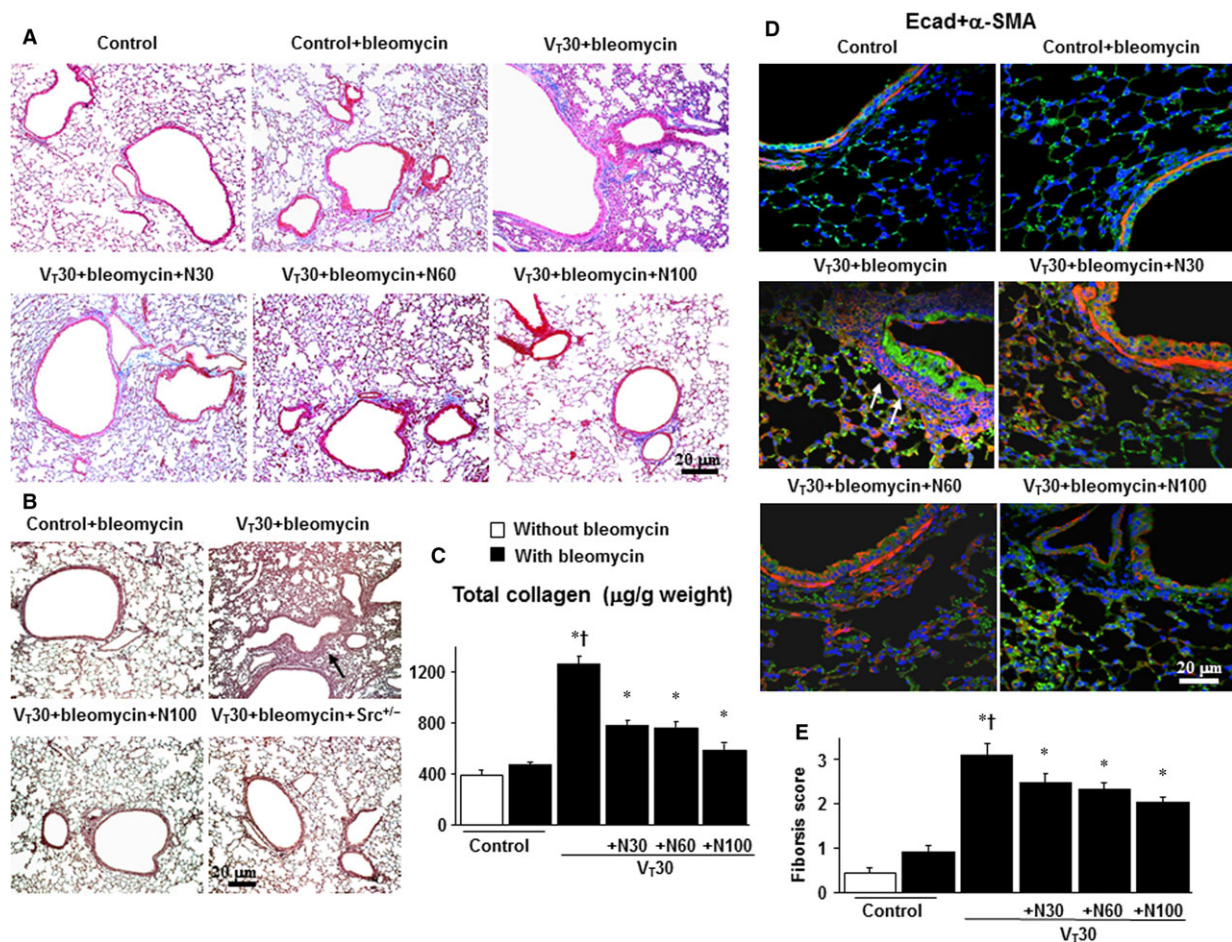 A
Control
Control+bleomycin
VT30+bleomycin
VT30+bleomycin+N30
VT30+bleomycin+N60
VT30+bleomycin+N100
20 μm
B
Control+bleomycin
VT30+bleomycin
VT30+bleomycin+N100
VT30+bleomycin+Src+/−
20 μm
C
Without bleomycin
With bleomycin
Total collagen (μg/g weight)
1200
800
400
0
*†
*
*
*
Control
+N30
+N60
+N100
VT30
D
Ecad+α-SMA
Control
Control+bleomycin
VT30+bleomycin
VT30+bleomycin+N30
VT30+bleomycin+N60
VT30+bleomycin+N100
20 μm
E
Fiborsis score
3
2
1
0
*†
*
*
*
Control
+N30
+N60
+N100
VT30